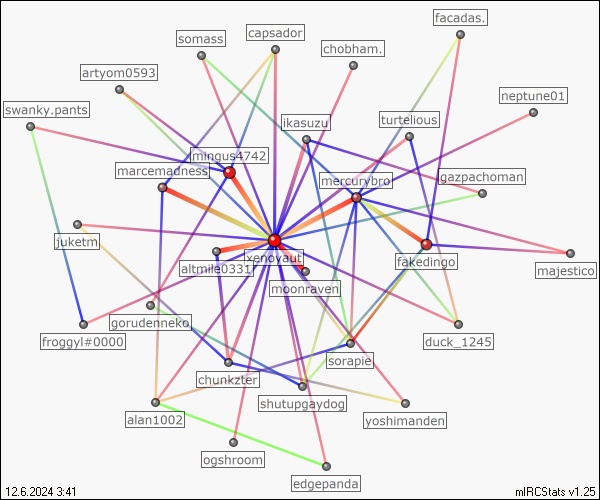 facadas.
capsador
somass
chobham.
artyom0593
neptune01
swanky.pants
turtelious
ikasuzu
mingus4742
marcemadness
mercurybro
gazpachoman
juketm
xenoyaut
altmile0331
fakedingo
majestico
moonraven
gorudenneko
froggyl#0000
duck_1245
sorapie
chunkzter
shutupgaydog
alan1002
yoshimanden
ogshroom
edgepanda
12.6.2024 3:41
mIRCStats v1.25